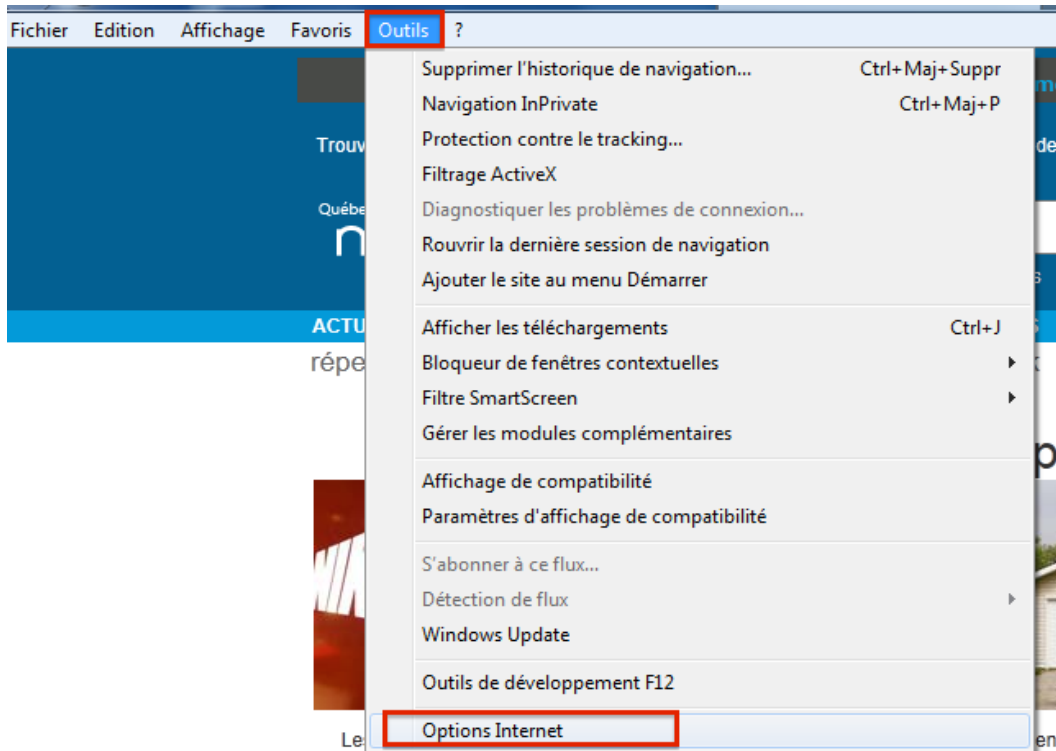 Fichier Edition Affichage Favoris Outils ?
Supprimer l'historique de navigation... Ctrl+Maj+Suppr
Navigation InPrivate Ctrl+Maj+P
Protection contre le tracking...
Filtrage ActiveX
Diagnostiquer les problèmes de connexion...
Rouvrir la dernière session de navigation
Ajouter le site au menu Démarrer
Afficher les téléchargements Ctrl+J
Bloqueur de fenêtres contextuelles
Filtre SmartScreen
Gérer les modules complémentaires
Affichage de compatibilité
Paramètres d'affichage de compatibilité
S'abonner à ce flux...
Détection de flux
Windows Update
Outils de développement F12
Options Internet